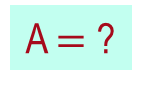 A = ?